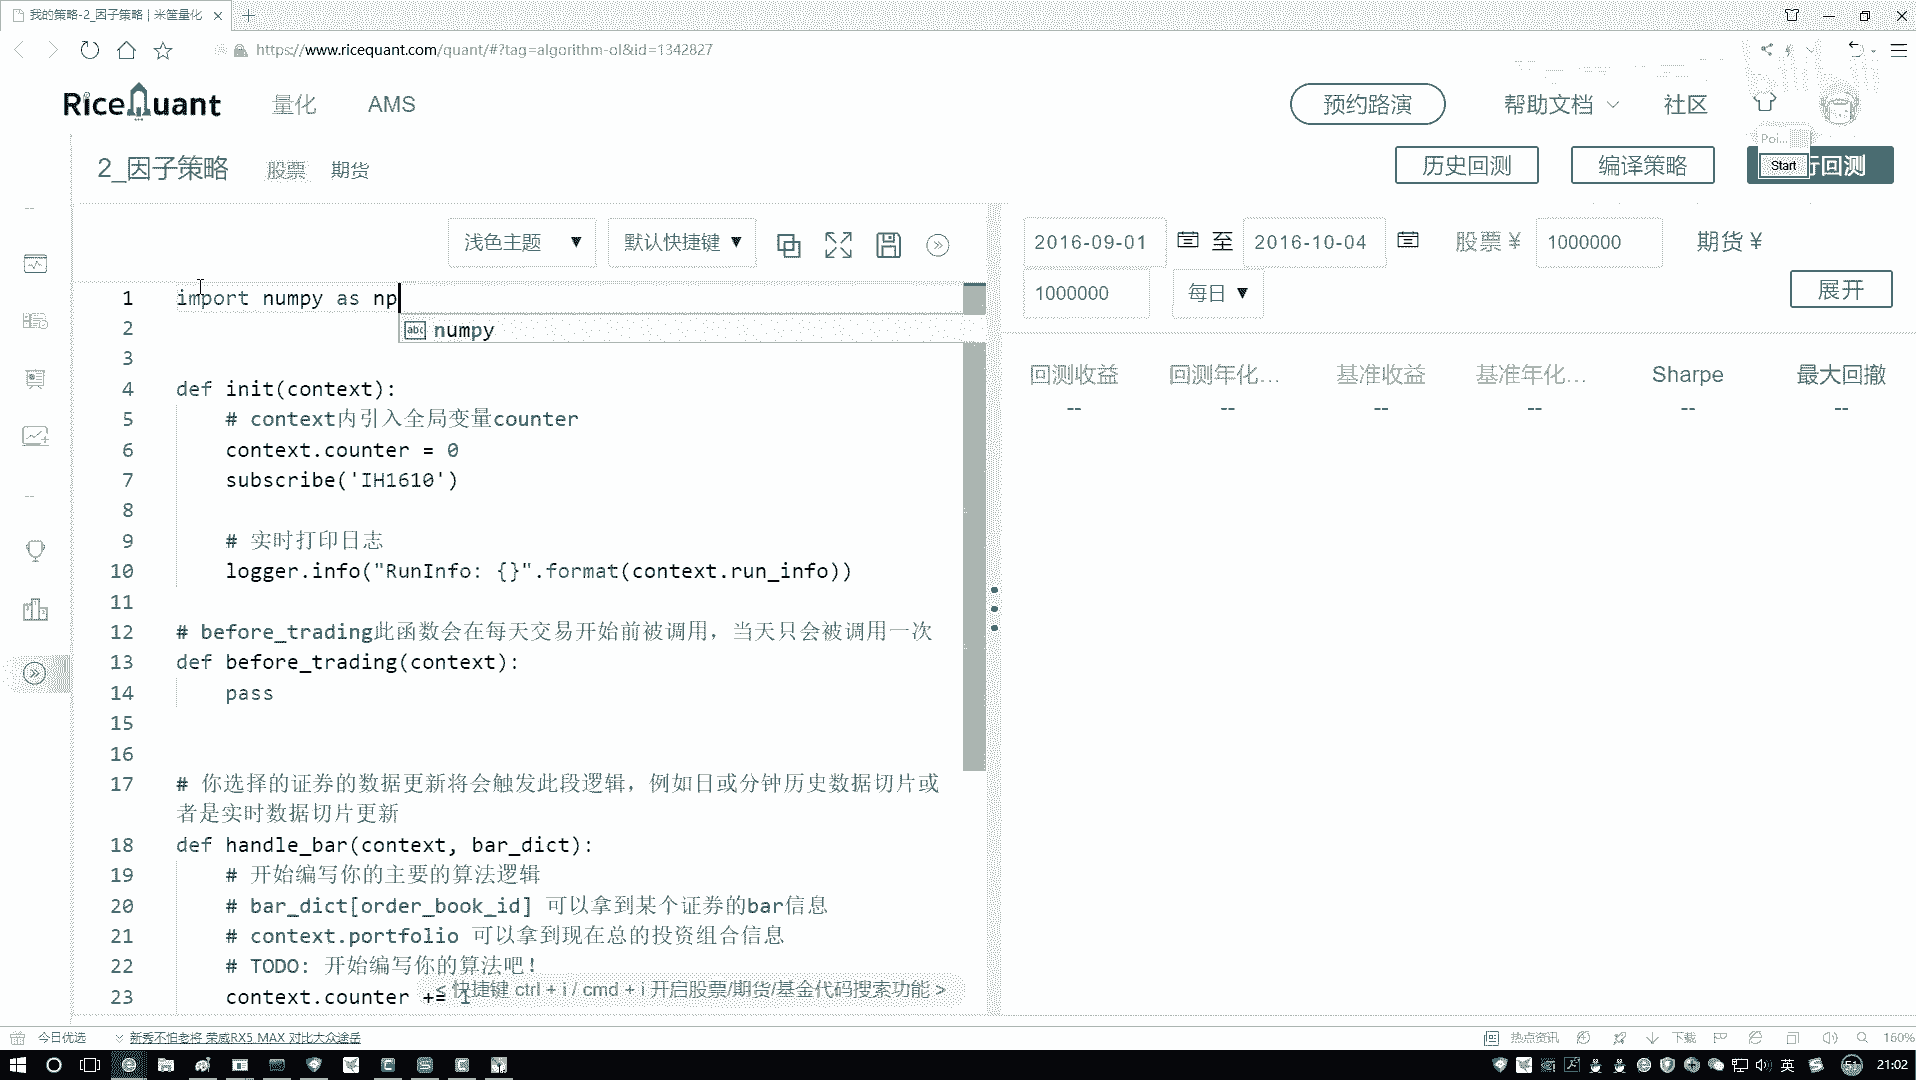 我的策略-2_因子策略 | 米筐量化
https://www.ricequant.com/quant/#?tag=algorithm-ol&id=1342827
RiceQuant
量化
AMS
预约路演
帮助文档
社区
Poi...
2_因子策略
股票
期货
历史回测
编译策略
Start
行回测
浅色主题
默认快捷键
2016-09-01
至
2016-10-04
股票 ¥
1000000
期货 ¥
1000000
每日
展开
回测收益
回测年化...
基准收益
基准年化...
Sharpe
最大回撤
--
--
--
--
--
--
1 import numpy as np
abc numpy
2
3
4 def init(context):
5 # context内引入全局变量counter
6 context.counter = 0
7 subscribe('IH1610')
8
9 # 实时打印日志
10 logger.info("RunInfo: {}".format(context.run_info))
11
12 # before_trading此函数会在每天交易开始前被调用，当天只会被调用一次
13 def before_trading(context):
14 pass
15
16
17 # 你选择的证券的数据更新将会触发此段逻辑，例如日或分钟历史数据切片或
者是实时数据切片更新
18 def handle_bar(context, bar_dict):
19 # 开始编写你的主要的算法逻辑
20 # bar_dict[order_book_id] 可以拿到某个证券的bar信息
21 # context.portfolio 可以拿到现在总的投资组合信息
22 # TODO: 开始编写你的算法吧！
23 context.counter += 1
< 快捷键 ctrl + i / cmd + i 开启股票/期货/基金代码搜索功能 >
今日优选
新秀不怕老将 荣威RX5 MAX 对比大众途岳
热点资讯
下载
160%
英
51
21:02